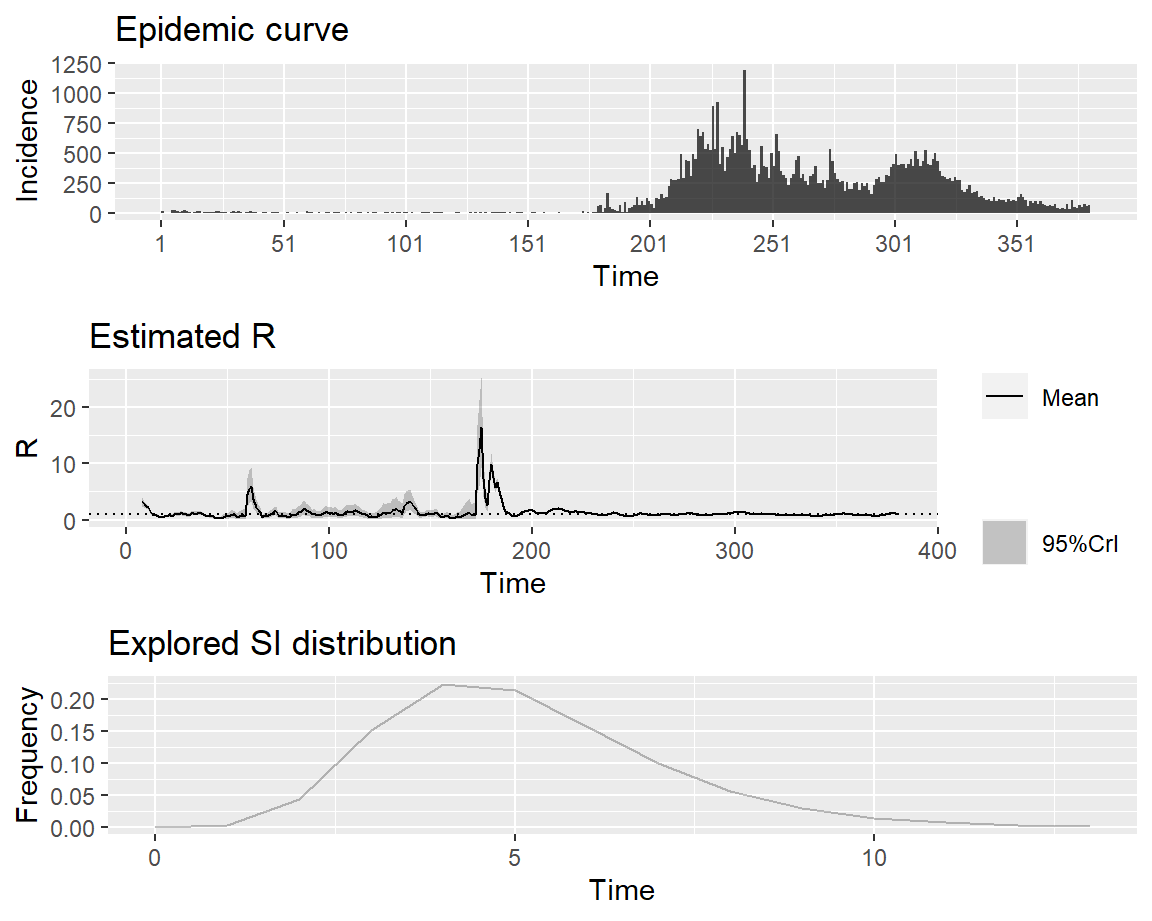 Epidemic curve
1250
1000
750
500
250
0
Incidence
1 51 101 151 201 251 301 351
Time
Estimated R
20
10
0
R
0 100 200 300 400
Time
Mean
95%CrI
Explored SI distribution
0.20
0.15
0.10
0.05
0.00
Frequency
0 5 10
Time